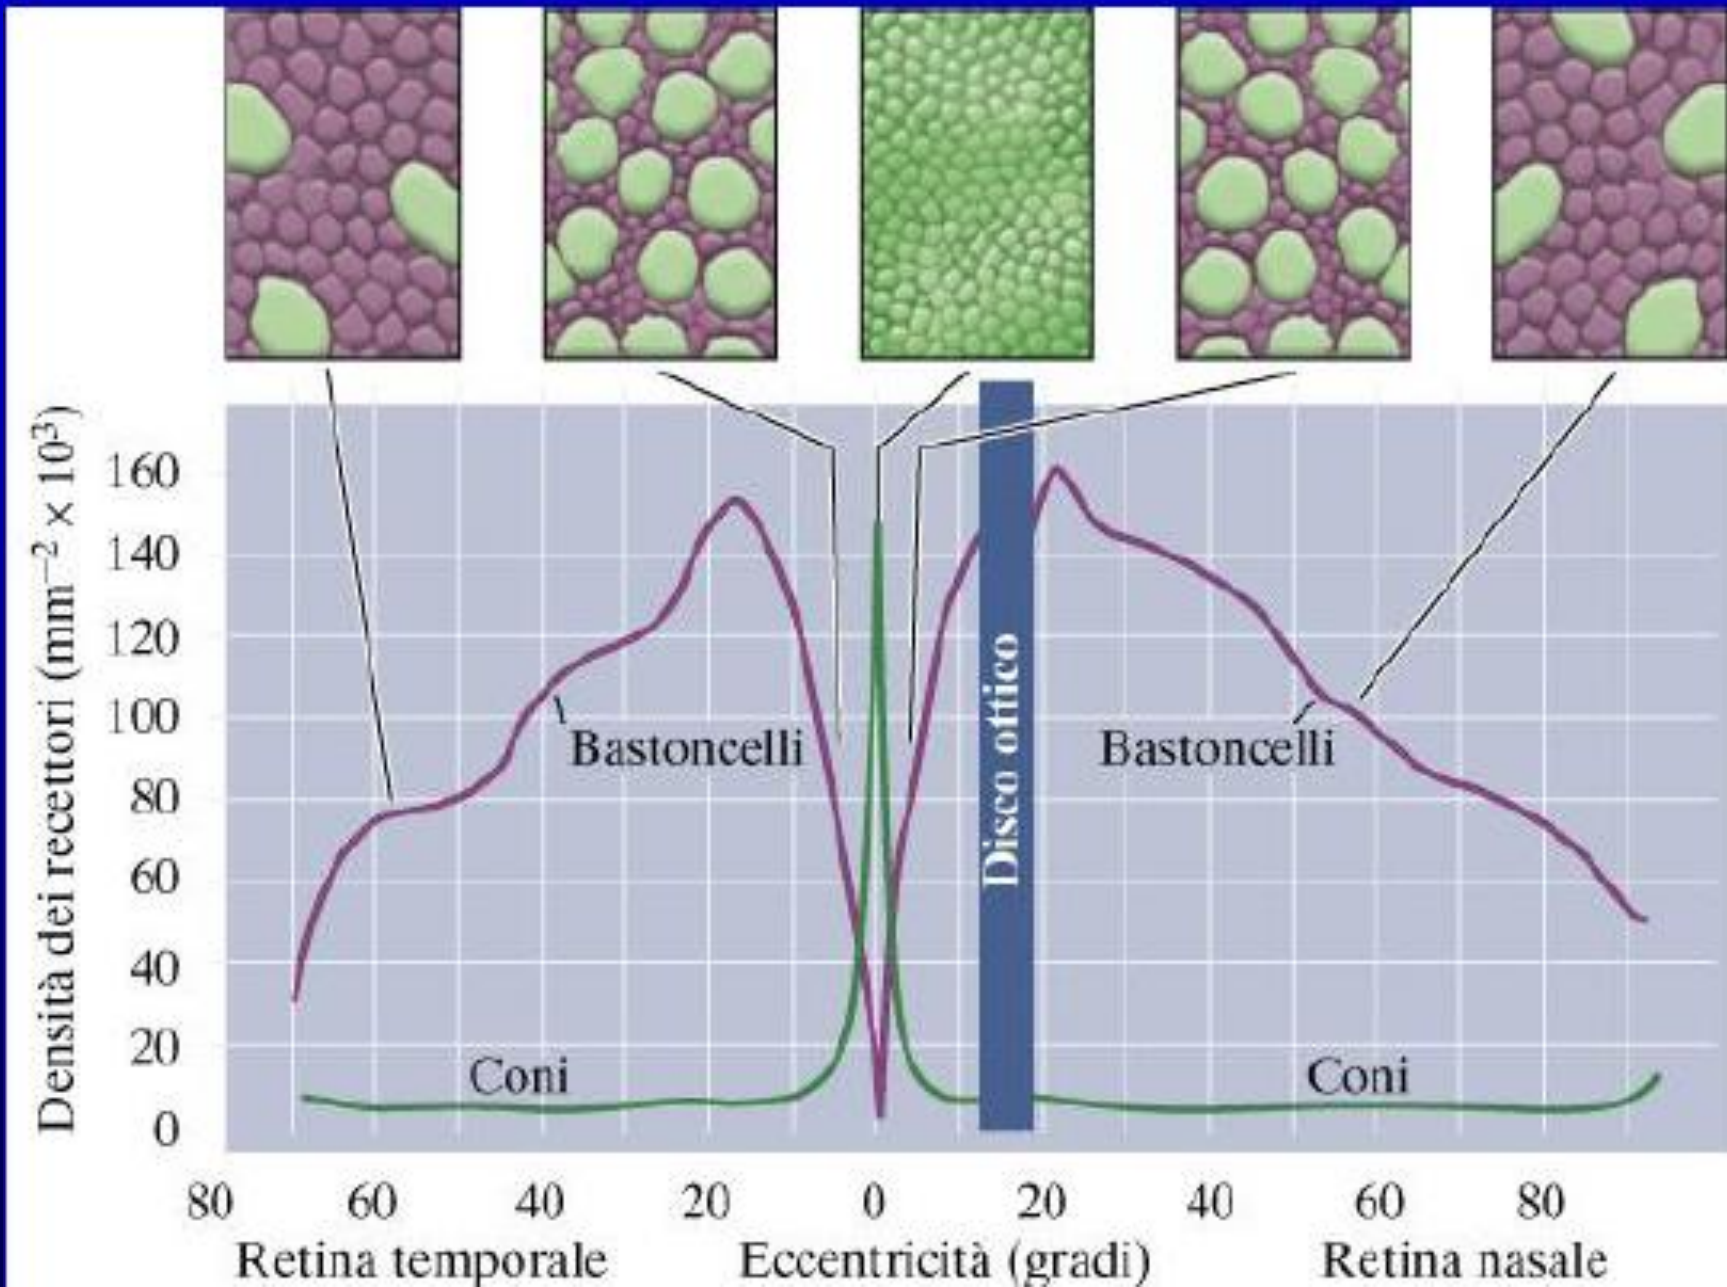 Densità dei recettori (mm⁻² × 10³)
160
140
120
100
80
60
40
20
0
Bastoncelli
Bastoncelli
Disco ottico
Coni
Coni
80 60 40 20 0 20 40 60 80
Retina temporale Eccentricità (gradi) Retina nasale